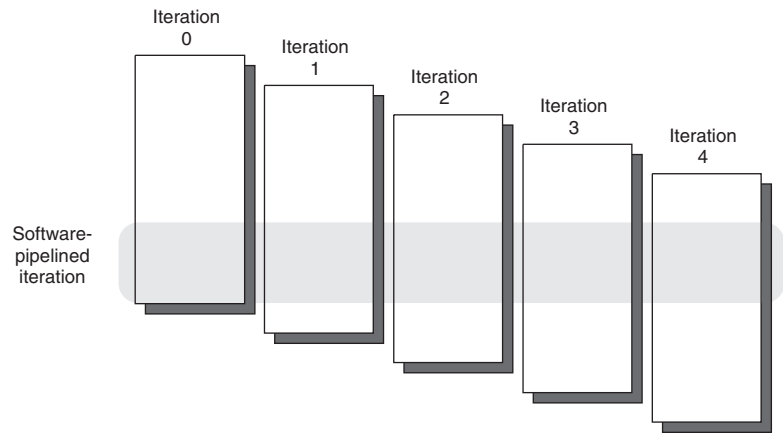 Iteration
0
Iteration
1
Iteration
2
Iteration
3
Iteration
4
Software-
pipelined
iteration